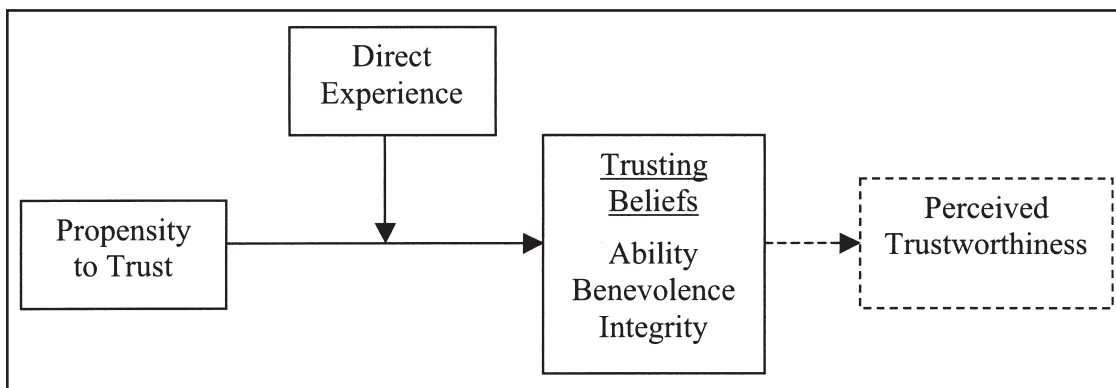 Direct
Experience
Propensity
to Trust
Trusting
Beliefs
Ability
Benevolence
Integrity
Perceived
Trustworthiness